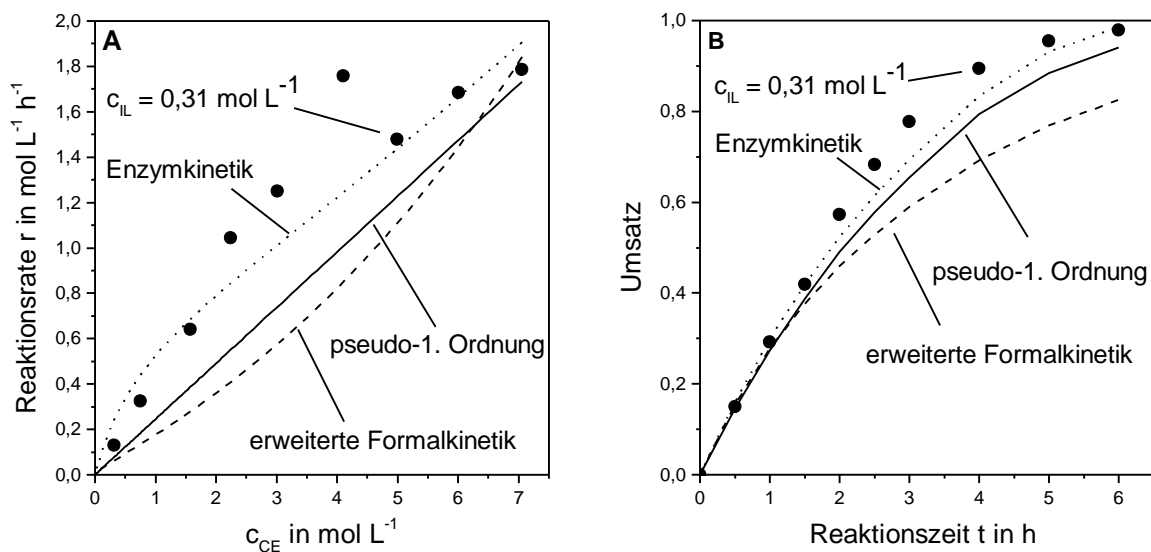 A
2,0
1,8
1,6
1,4
1,2
1,0
0,8
0,6
0,4
0,2
0,0
Reaktionsrate r in mol L⁻¹ h⁻¹
c_IL = 0,31 mol L⁻¹
Enzymkinetik
pseudo-1. Ordnung
erweiterte Formalkinetik
0 1 2 3 4 5 6 7
c_CE in mol L⁻¹
B
1,0
0,8
0,6
0,4
0,2
0,0
Umsatz
c_IL = 0,31 mol L⁻¹
Enzymkinetik
pseudo-1. Ordnung
erweiterte Formalkinetik
0 1 2 3 4 5 6
Reaktionszeit t in h